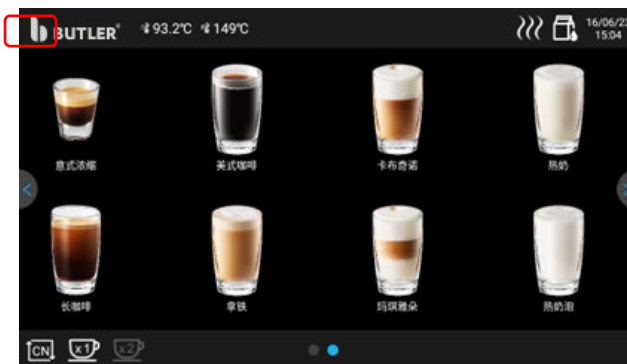 BUTLER®
93.2℃ 149℃
16/06/23
15:04
意式浓缩
美式咖啡
卡布奇诺
热奶
长咖啡
拿铁
玛琪雅朵
热奶泡
CN
x1
x2